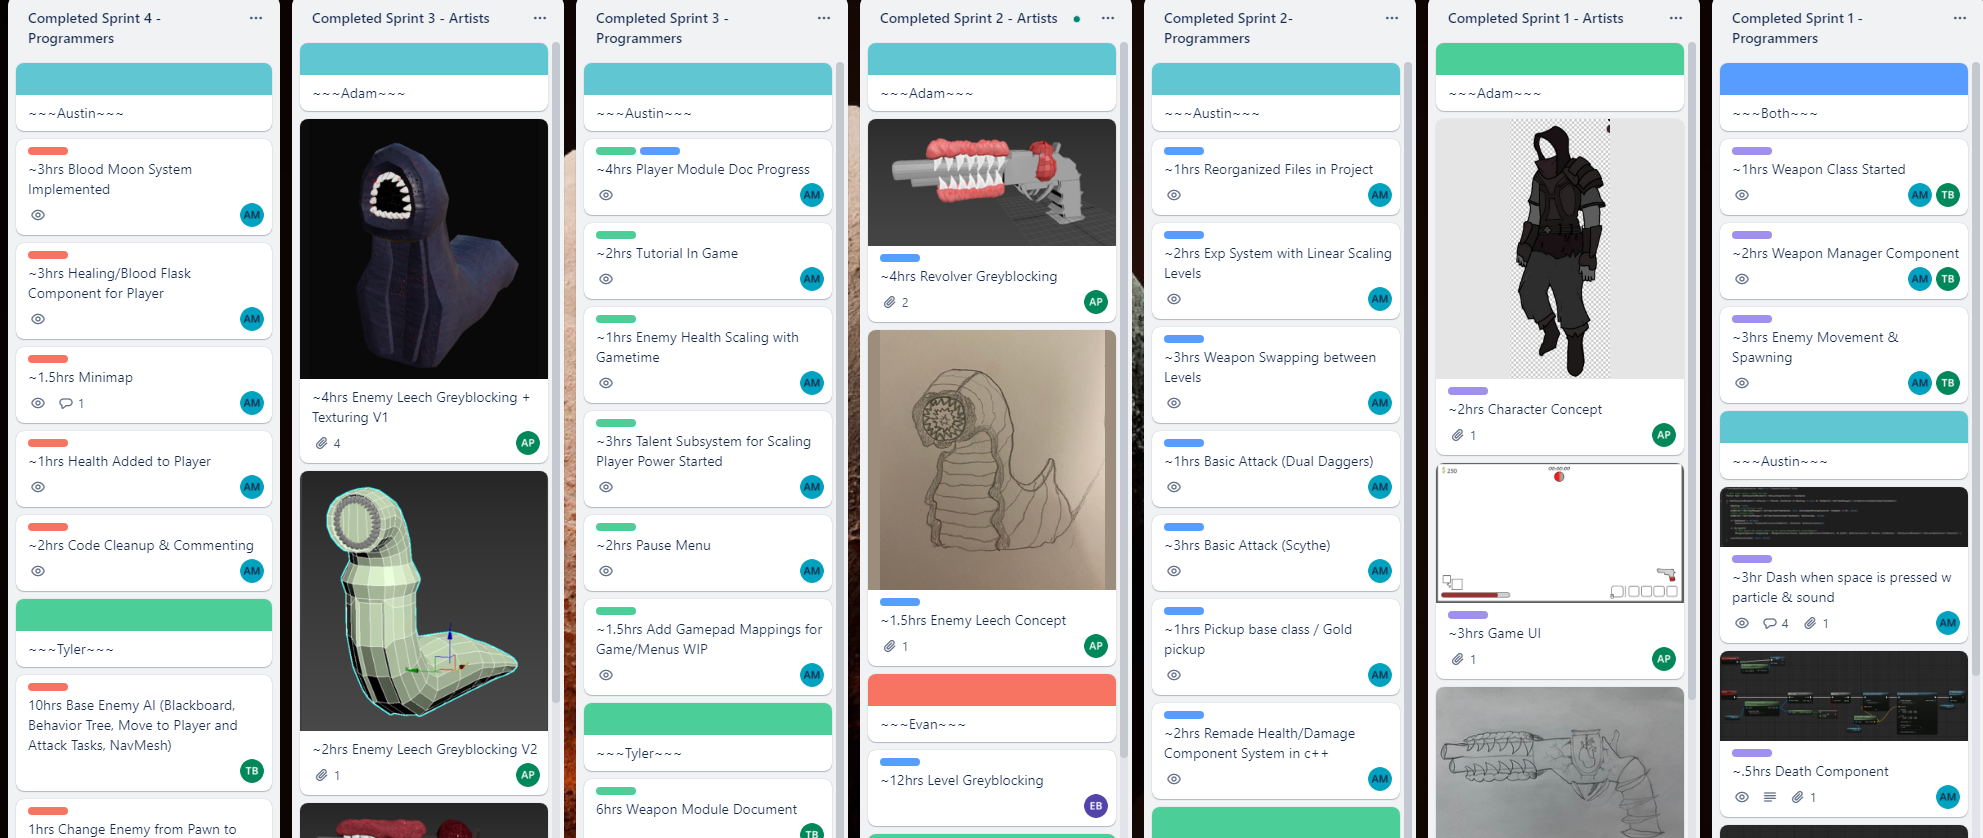 Completed Sprint 4 -
Programmers
~~~Austin~~~
~3hrs Blood Moon System
Implemented
AM
~3hrs Healing/Blood Flask
Component for Player
AM
~1.5hrs Minimap
1
AM
~1hrs Health Added to Player
AM
~2hrs Code Cleanup & Commenting
AM
~~~Tyler~~~
10hrs Base Enemy AI (Blackboard,
Behavior Tree, Move to Player and
Attack Tasks, NavMesh)
TB
1hrs Change Enemy from Pawn to
Completed Sprint 3 - Artists
~~~Adam~~~
~4hrs Enemy Leech Greyblocking +
Texturing V1
4
AP
~2hrs Enemy Leech Greyblocking V2
1
AP
Completed Sprint 3 -
Programmers
~~~Austin~~~
~4hrs Player Module Doc Progress
AM
~2hrs Tutorial In Game
AM
~1hrs Enemy Health Scaling with
Gametime
AM
~3hrs Talent Subsystem for Scaling
Player Power Started
AM
~2hrs Pause Menu
AM
~1.5hrs Add Gamepad Mappings for
Game/Menus WIP
AM
~~~Tyler~~~
6hrs Weapon Module Document
TB
Completed Sprint 2 - Artists
~~~Adam~~~
~4hrs Revolver Greyblocking
2
AP
~1.5hrs Enemy Leech Concept
1
AP
~~~Evan~~~
~12hrs Level Greyblocking
EB
Completed Sprint 2-
Programmers
~~~Austin~~~
~1hrs Reorganized Files in Project
AM
~2hrs Exp System with Linear Scaling
Levels
AM
~3hrs Weapon Swapping between
Levels
AM
~1hrs Basic Attack (Dual Daggers)
AM
~3hrs Basic Attack (Scythe)
AM
~1hrs Pickup base class / Gold
pickup
AM
~2hrs Remade Health/Damage
Component System in c++
AM
Completed Sprint 1 - Artists
~~~Adam~~~
~2hrs Character Concept
1
AP
$ 250
00:00:00
~3hrs Game UI
1
AP
Completed Sprint 1 -
Programmers
~~~Both~~~
~1hrs Weapon Class Started
AM TB
~2hrs Weapon Manager Component
AM TB
~3hrs Enemy Movement &
Spawning
AM TB
~~~Austin~~~
~3hr Dash when space is pressed w
particle & sound
4 1
AM
~.5hrs Death Component
1
AM